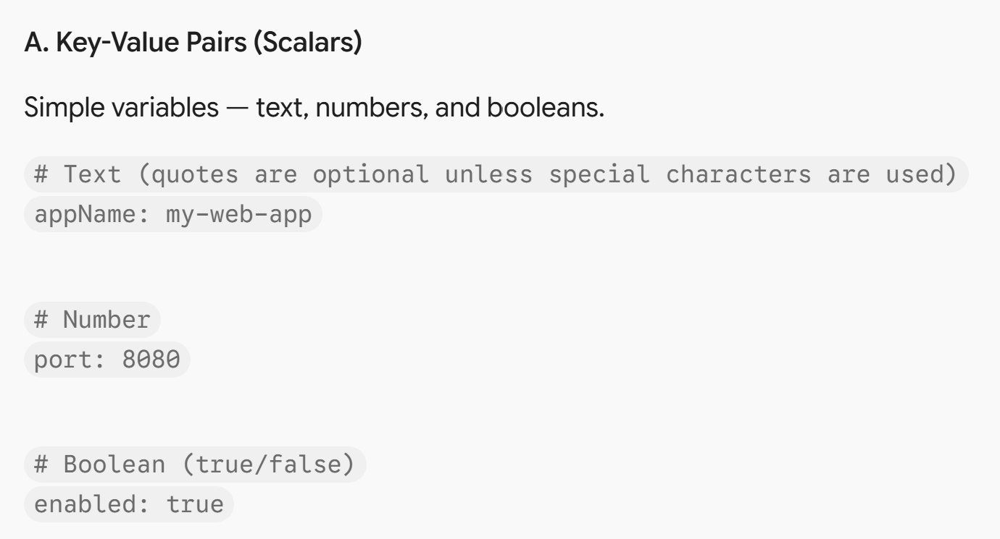 A. Key-Value Pairs (Scalars)
Simple variables — text, numbers, and booleans.
# Text (quotes are optional unless special characters are used)
appName: my-web-app
# Number
port: 8080
# Boolean (true/false)
enabled: true